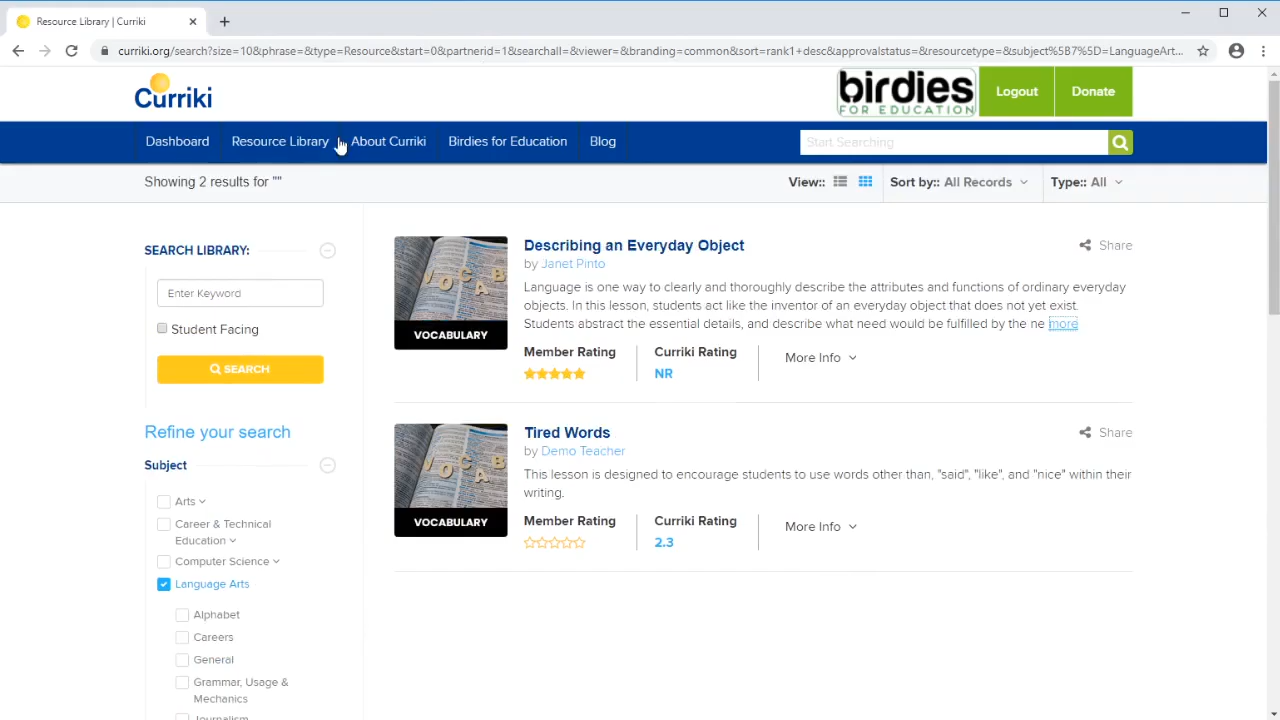 Resource Library | Curriki
curriki.org/search?size=10&phrase=&type=Resource&start=0&partnerid=1&searchall=&viewer=&branding=common&sort=rank1+desc&approvalstatus=&resourcetype=&subject%5B7%5D=LanguageArt...
Curriki
birdies
FOR EDUCATION
Logout
Donate
Dashboard
Resource Library
About Curriki
Birdies for Education
Blog
Start Searching
Showing 2 results for ""
View::
Sort by:: All Records
Type:: All
SEARCH LIBRARY:
Enter Keyword
Student Facing
SEARCH
Refine your search
Subject
Arts
Career & Technical
Education
Computer Science
Language Arts
Alphabet
Careers
General
Grammar, Usage &
Mechanics
Journalism
VOCAB
VOCABULARY
Describing an Everyday Object
Share
by Janet Pinto
Language is one way to clearly and thoroughly describe the attributes and functions of ordinary everyday
objects. In this lesson, students act like the inventor of an everyday object that does not yet exist.
Students abstract the essential details, and describe what need would be fulfilled by the ne more
Member Rating
Curriki Rating
More Info
NR
VOCAB
VOCABULARY
Tired Words
Share
by Demo Teacher
This lesson is designed to encourage students to use words other than, "said", "like", and "nice" within their
writing.
Member Rating
Curriki Rating
More Info
2.3